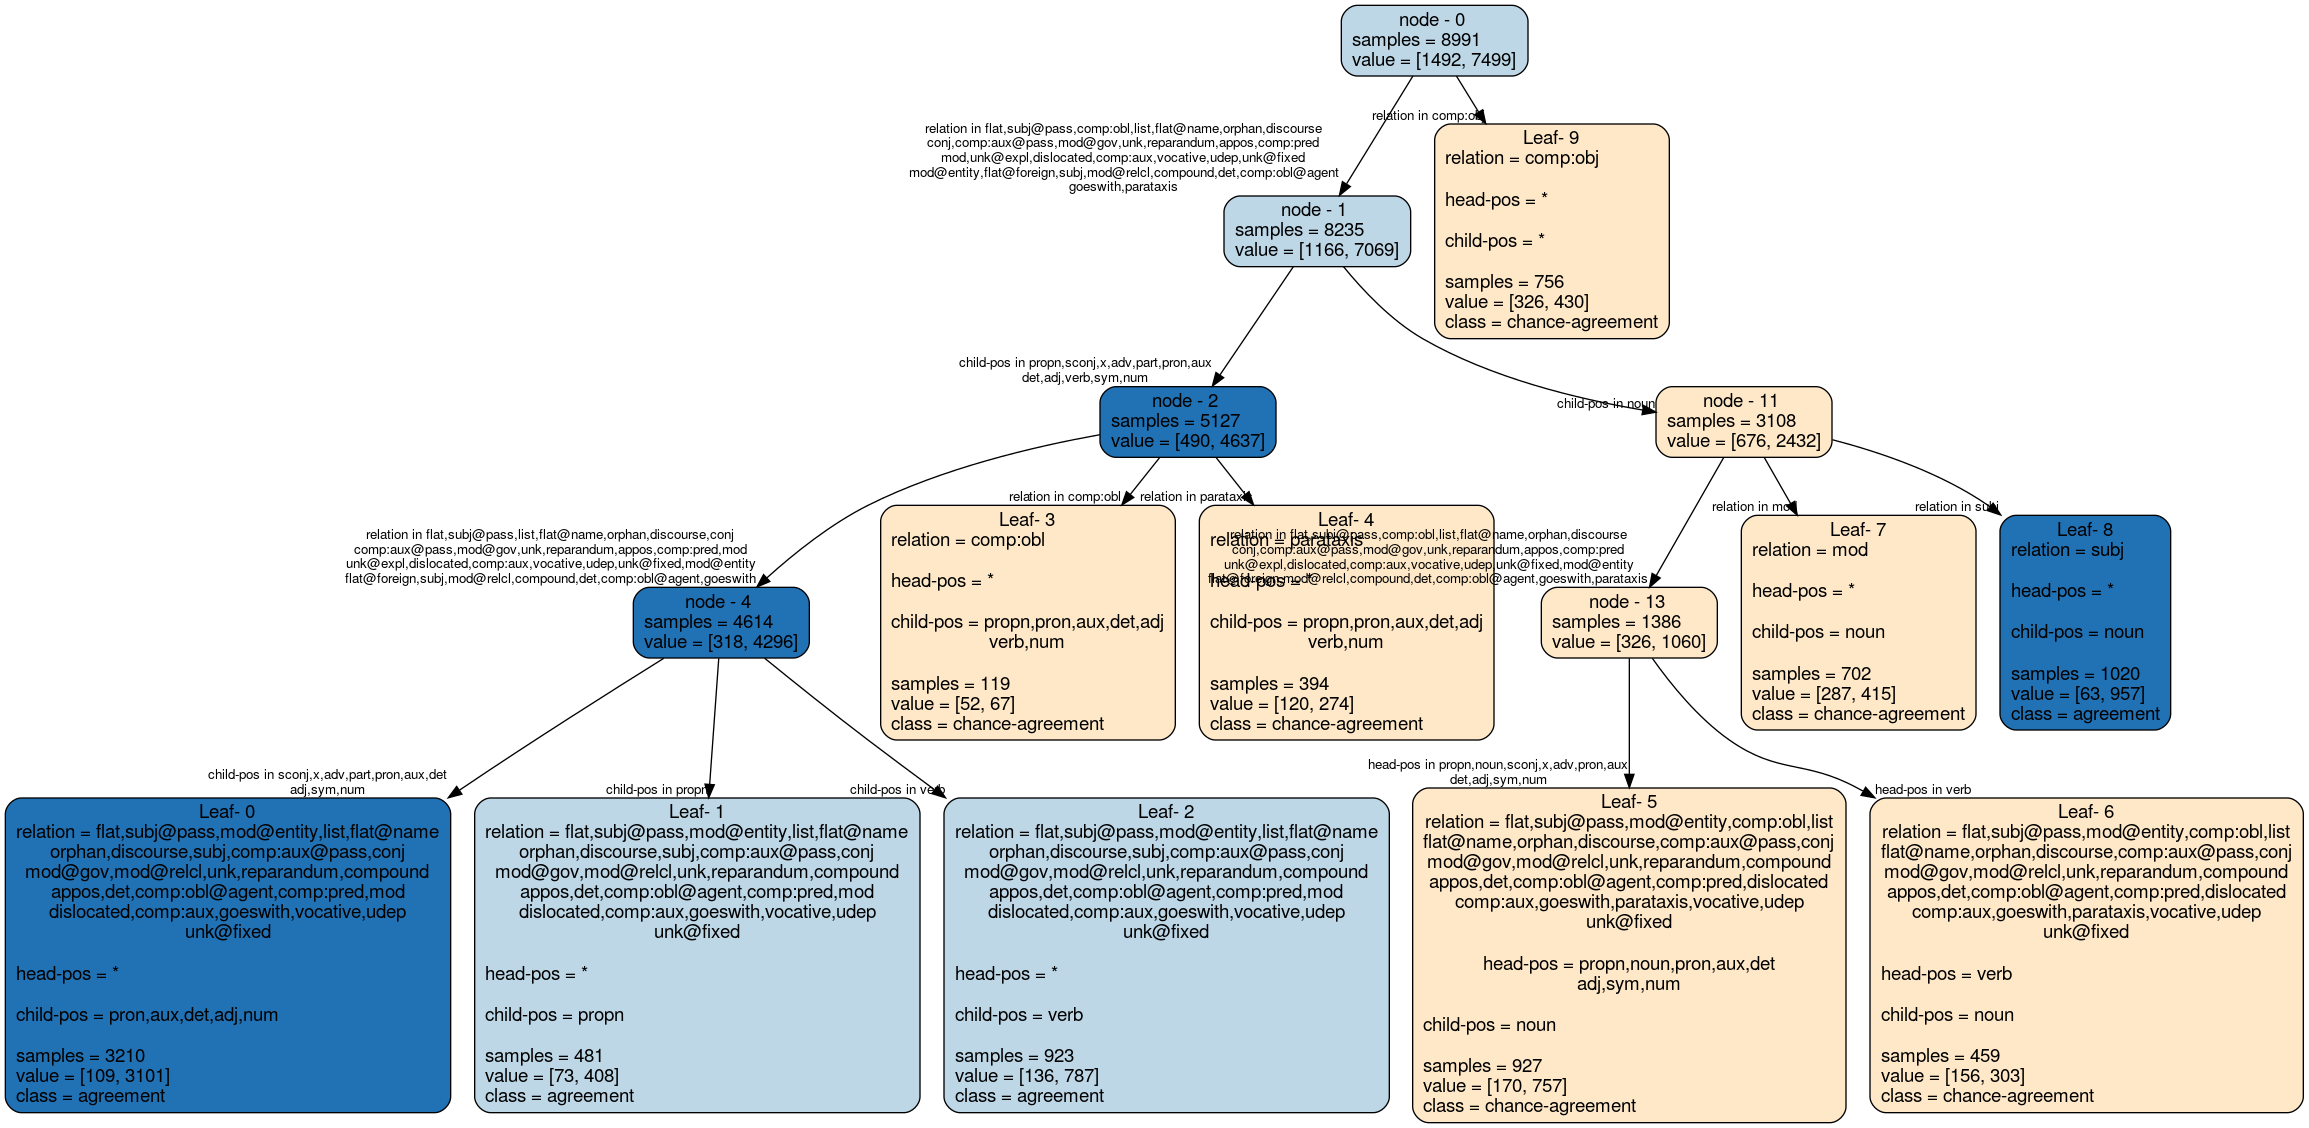 node - 0
samples = 8991
value = [1492, 7499]
relation in comp:obj
relation in flat,subj@pass,comp:obl,list,flat@name,orphan,discourse
conj,comp:aux@pass,mod@gov,unk,reparandum,appos,comp:pred
mod,unk@expl,dislocated,comp:aux,vocative,udep,unk@fixed
mod@entity,flat@foreign,subj,mod@relcl,compound,det,comp:obl@agent
goeswith,parataxis
Leaf- 9
relation = comp:obj
head-pos = *
child-pos = *
samples = 756
value = [326, 430]
class = chance-agreement
node - 1
samples = 8235
value = [1166, 7069]
child-pos in propn,sconj,x,adv,part,pron,aux
det,adj,verb,sym,num
child-pos in noun
node - 2
samples = 5127
value = [490, 4637]
node - 11
samples = 3108
value = [676, 2432]
relation in flat,subj@pass,list,flat@name,orphan,discourse,conj
comp:aux@pass,mod@gov,unk,reparandum,appos,comp:pred,mod
unk@expl,dislocated,comp:aux,vocative,udep,unk@fixed,mod@entity
flat@foreign,subj,mod@relcl,compound,det,comp:obl@agent,goeswith
relation in comp:obl
relation in parataxis
relation in flat,subj@pass,comp:obl,list,flat@name,orphan,discourse
conj,comp:aux@pass,mod@gov,unk,reparandum,appos,comp:pred
unk@expl,dislocated,comp:aux,vocative,udep,unk@fixed,mod@entity
flat@foreign,mod@relcl,compound,det,comp:obl@agent,goeswith,parataxis
relation in mod
relation in subj
node - 4
samples = 4614
value = [318, 4296]
Leaf- 3
relation = comp:obl
head-pos = *
child-pos = propn,pron,aux,det,adj
verb,num
samples = 119
value = [52, 67]
class = chance-agreement
Leaf- 4
relation = parataxis
head-pos = *
child-pos = propn,pron,aux,det,adj
verb,num
samples = 394
value = [120, 274]
class = chance-agreement
node - 13
samples = 1386
value = [326, 1060]
Leaf- 7
relation = mod
head-pos = *
child-pos = noun
samples = 702
value = [287, 415]
class = chance-agreement
Leaf- 8
relation = subj
head-pos = *
child-pos = noun
samples = 1020
value = [63, 957]
class = agreement
child-pos in sconj,x,adv,part,pron,aux,det
adj,sym,num
child-pos in propn
child-pos in verb
head-pos in propn,noun,sconj,x,adv,pron,aux
det,adj,sym,num
head-pos in verb
Leaf- 0
relation = flat,subj@pass,mod@entity,list,flat@name
orphan,discourse,subj,comp:aux@pass,conj
mod@gov,mod@relcl,unk,reparandum,compound
appos,det,comp:obl@agent,comp:pred,mod
dislocated,comp:aux,goeswith,vocative,udep
unk@fixed
head-pos = *
child-pos = pron,aux,det,adj,num
samples = 3210
value = [109, 3101]
class = agreement
Leaf- 1
relation = flat,subj@pass,mod@entity,list,flat@name
orphan,discourse,subj,comp:aux@pass,conj
mod@gov,mod@relcl,unk,reparandum,compound
appos,det,comp:obl@agent,comp:pred,mod
dislocated,comp:aux,goeswith,vocative,udep
unk@fixed
head-pos = *
child-pos = propn
samples = 481
value = [73, 408]
class = agreement
Leaf- 2
relation = flat,subj@pass,mod@entity,list,flat@name
orphan,discourse,subj,comp:aux@pass,conj
mod@gov,mod@relcl,unk,reparandum,compound
appos,det,comp:obl@agent,comp:pred,mod
dislocated,comp:aux,goeswith,vocative,udep
unk@fixed
head-pos = *
child-pos = verb
samples = 923
value = [136, 787]
class = agreement
Leaf- 5
relation = flat,subj@pass,mod@entity,comp:obl,list
flat@name,orphan,discourse,comp:aux@pass,conj
mod@gov,mod@relcl,unk,reparandum,compound
appos,det,comp:obl@agent,comp:pred,dislocated
comp:aux,goeswith,parataxis,vocative,udep
unk@fixed
head-pos = propn,noun,pron,aux,det
adj,sym,num
child-pos = noun
samples = 927
value = [170, 757]
class = chance-agreement
Leaf- 6
relation = flat,subj@pass,mod@entity,comp:obl,list
flat@name,orphan,discourse,comp:aux@pass,conj
mod@gov,mod@relcl,unk,reparandum,compound
appos,det,comp:obl@agent,comp:pred,dislocated
comp:aux,goeswith,parataxis,vocative,udep
unk@fixed
head-pos = verb
child-pos = noun
samples = 459
value = [156, 303]
class = chance-agreement